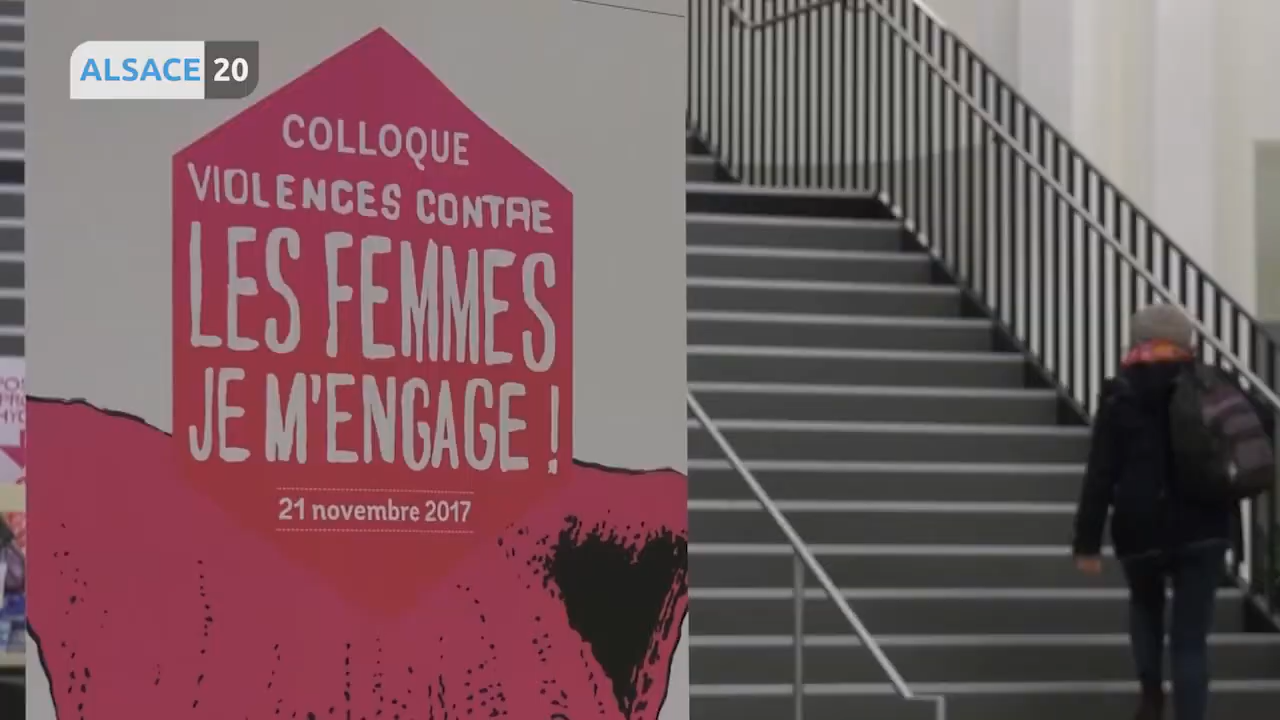 ALSACE 20
COLLOQUE
VIOLENCES CONTRE
LES FEMMES
JE M'ENGAGE !
21 novembre 2017